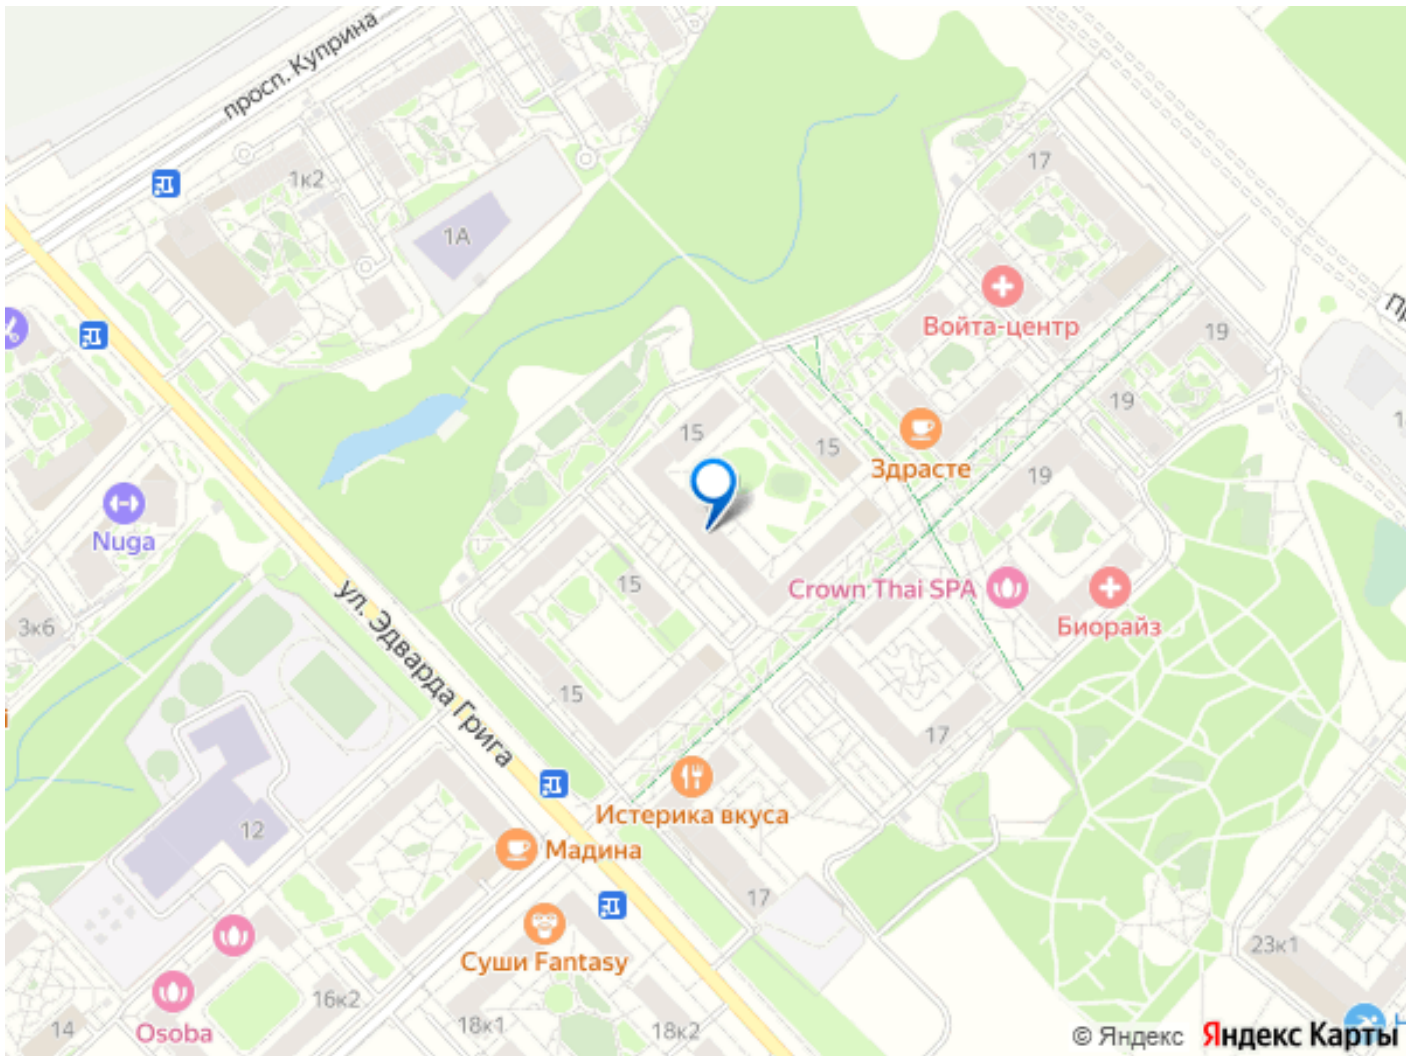 просп. Куприна
1к2
1А
17
Войта-центр
19
19
15
15
Здрасте
19
Nuga
Crown Thai SPA
Биорайз
15
3к6
ул. Эдварда Грига
15
17
Истерика вкуса
12
Мадина
17
Суши Fantasy
23к1
16к2
Osoba
14
18к1
18к2
© Яндекс Яндекс Карты